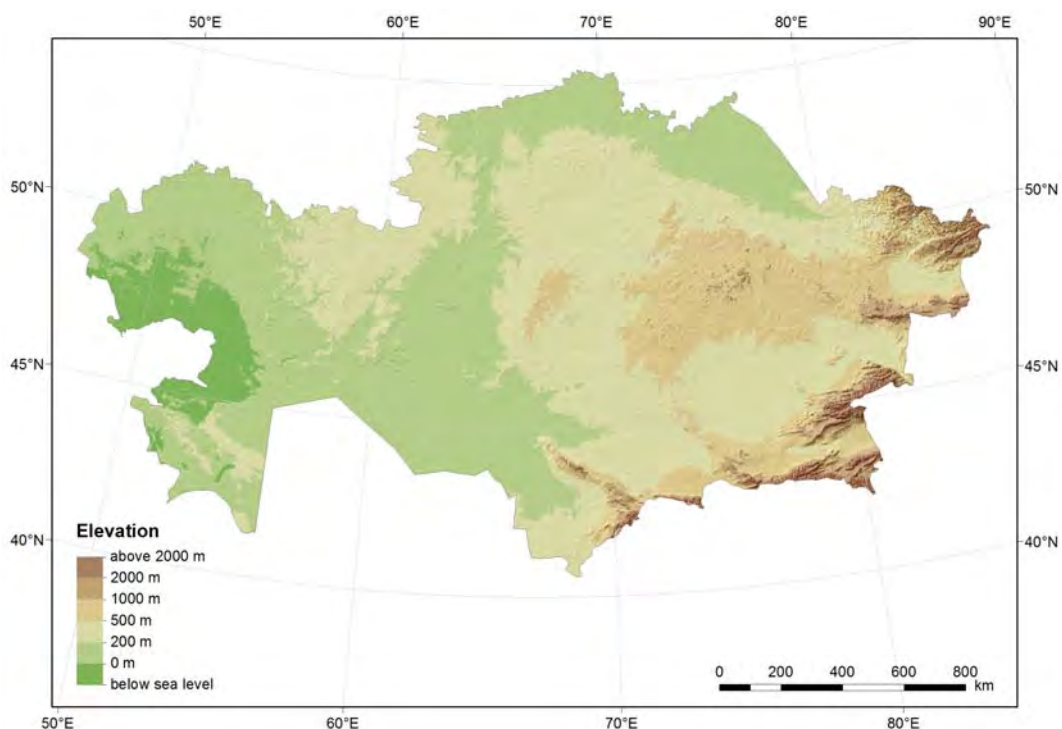 50°E 60°E 70°E 80°E 90°E
50°N 50°N
45°N 45°N
40°N 40°N
Elevation
above 2000 m
2000 m
1000 m
500 m
200 m
0 m
below sea level
0 200 400 600 800
km
50°E 60°E 70°E 80°E